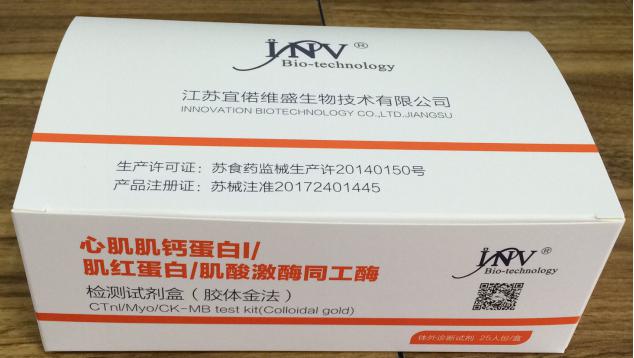 JNV®
Bio-technology
江苏宜偌维盛生物技术有限公司
INNOVATION BIOTECHNOLOGY CO.,LTD.JIANGSU
生产许可证：苏食药监械生产许20140150号
产品注册证：苏械注准20172401445
心肌肌钙蛋白I/
肌红蛋白/肌酸激酶同工酶
检测试剂盒（胶体金法）
CTnI/Myo/CK-MB test kit(Colloidal gold)
JNV®
Bio-technology
体外诊断试剂 25人份/盒